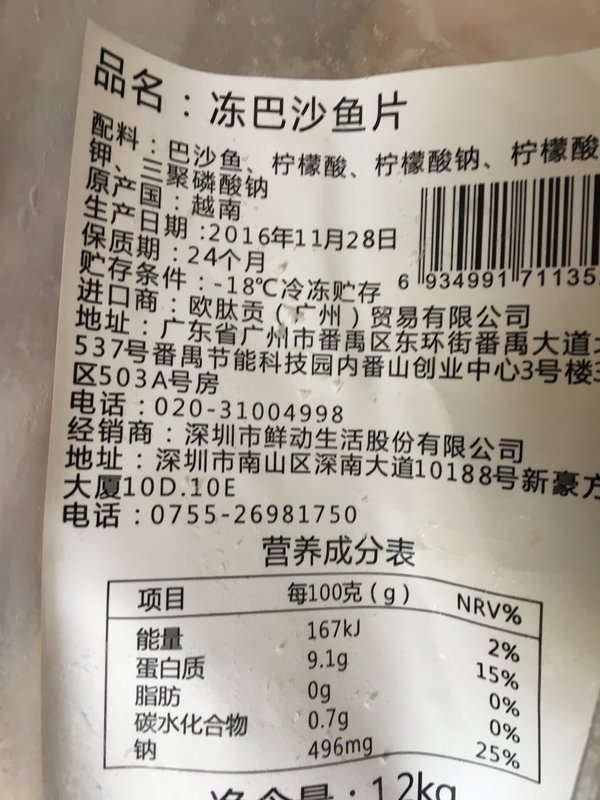 品名：冻巴沙鱼片
配料：巴沙鱼、柠檬酸、柠檬酸钠、柠檬酸
钾、三聚磷酸钠
原产国：越南
生产日期：2016年11月28日
保质期：24个月
贮存条件：-18℃冷冻贮存
6 934991 71135
进口商：欧肽贡（广州）贸易有限公司
地址：广东省广州市番禺区东环街番禺大道
537号番禺节能科技园内番山创业中心3号楼
区503A号房
电话：020-31004998
经销商：深圳市鲜动生活股份有限公司
地址：深圳市南山区深南大道10188号新豪方
大厦10D.10E
电话：0755-26981750
营养成分表
项目 每100克(g) NRV%
能量 167kJ 2%
蛋白质 9.1g 15%
脂肪 0g 0%
碳水化合物 0.7g 0%
钠 496mg 25%
净含量：1.2kg